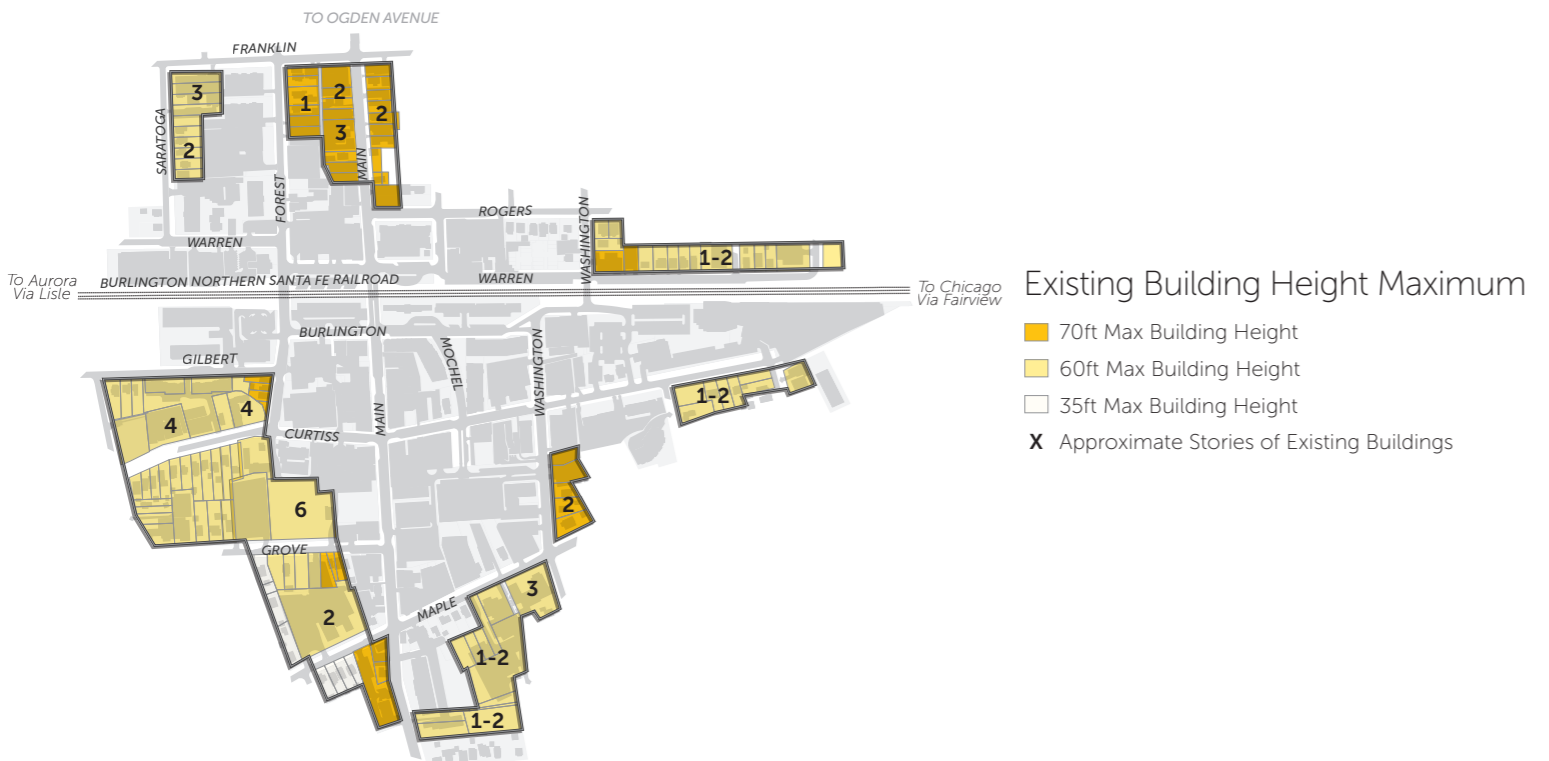 TO OGDEN AVENUE
FRANKLIN
SARATOGA
3
2
FOREST
1
2
3
MAIN
2
ROGERS
WARREN
WASHINGTON
1-2
To Aurora
Via Lisle
BURLINGTON NORTHERN SANTA FE RAILROAD
WARREN
To Chicago
Via Fairview
Existing Building Height Maximum
70ft Max Building Height
60ft Max Building Height
35ft Max Building Height
X Approximate Stories of Existing Buildings
BURLINGTON
GILBERT
MOCHEL
WASHINGTON
1-2
4
4
CURTISS
MAIN
6
2
GROVE
2
MAPLE
3
1-2
1-2